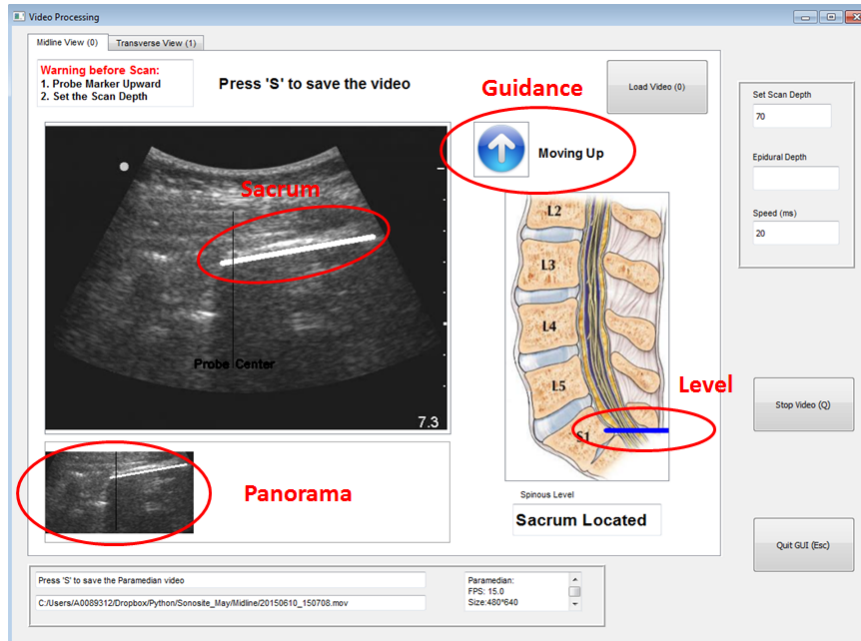 Video Processing
Midline View (0)
Transverse View (1)
Warning before Scan:
1. Probe Marker Upward
2. Set the Scan Depth
Press 'S' to save the video
Guidance
Load Video (0)
Moving Up
Set Scan Depth
70
Epidural Depth
Speed (ms)
20
Sacrum
Probe Center
7.3
L2
L3
L4
L5
S1
Level
Stop Video (Q)
Panorama
Spinous Level
Sacrum Located
Quit GUI (Esc)
Press 'S' to save the Paramedian video
C:/Users/A0089312/Dropbox/Python/Sonosite_May/Midline/20150610_150708.mov
Paramedian:
FPS: 15.0
Size:480*640